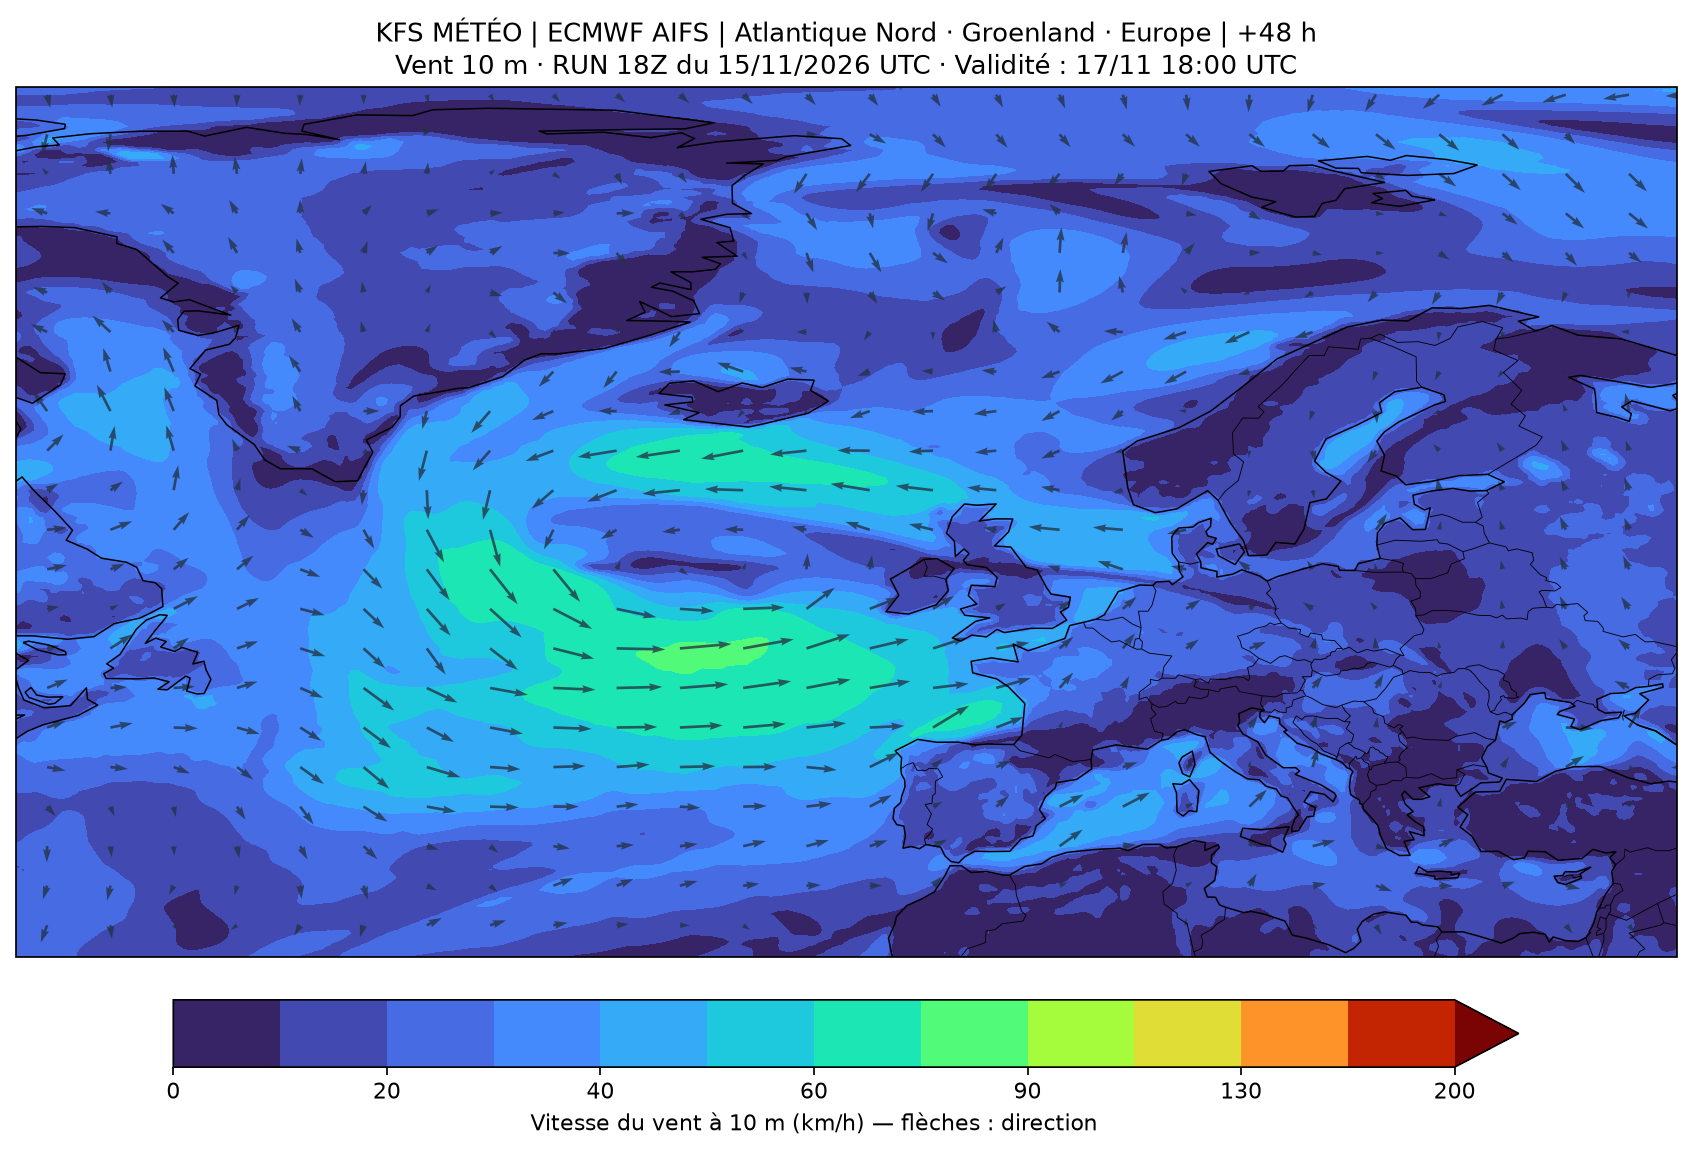 KFS MÉTÉO | ECMWF AIFS | Atlantique Nord · Groenland · Europe | +48 h
Vent 10 m · RUN 18Z du 15/11/2026 UTC · Validité : 17/11 18:00 UTC
0 20 40 60 90 130 200
Vitesse du vent à 10 m (km/h) — flèches : direction